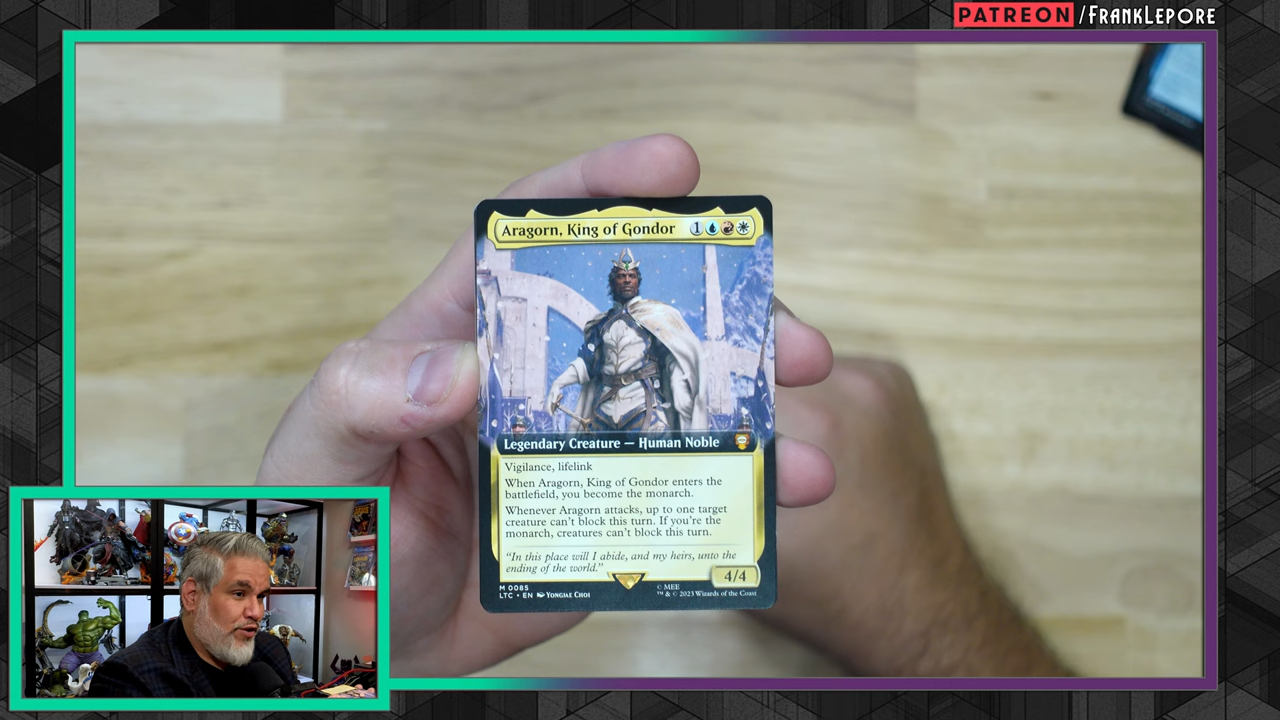 PATREON /FRANKLEPORE
Aragorn, King of Gondor 1
Legendary Creature — Human Noble
Vigilance, lifelink
When Aragorn, King of Gondor enters the
battlefield, you become the monarch.
Whenever Aragorn attacks, up to one target
creature can't block this turn. If you're the
monarch, creatures can't block this turn.
"In this place will I abide, and my heirs, unto the
ending of the world."
4/4
M 0085
LTC • EN YONGJAE CHOI
© MEE
™ & © 2023 Wizards of the Coast